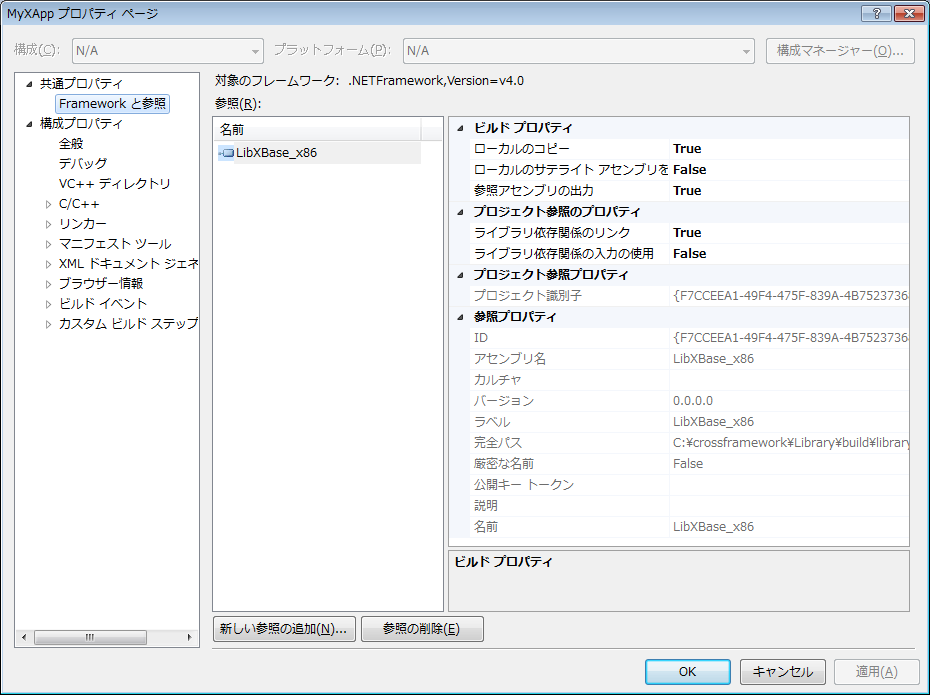 MyXApp プロパティ ページ
構成(C): N/A プラットフォーム(P): N/A 構成マネージャー(O)...
共通プロパティ
Framework と参照
構成プロパティ
全般
デバッグ
VC++ ディレクトリ
C/C++
リンカー
マニフェスト ツール
XML ドキュメント ジェネ
ブラウザー情報
ビルド イベント
カスタム ビルド ステップ
対象のフレームワーク: .NETFramework,Version=v4.0
参照(R):
名前
LibXBase_x86
ビルド プロパティ
ローカルのコピー True
ローカルのサテライト アセンブリを False
参照アセンブリの出力 True
プロジェクト参照のプロパティ
ライブラリ依存関係のリンク True
ライブラリ依存関係の入力の使用 False
プロジェクト参照プロパティ
プロジェクト識別子 {F7CCEEA1-49F4-475F-839A-4B7523736
参照プロパティ
ID {F7CCEEA1-49F4-475F-839A-4B7523736
アセンブリ名 LibXBase_x86
カルチャ
バージョン 0.0.0.0
ラベル LibXBase_x86
完全パス C:¥crossframework¥Library¥build¥library
厳密な名前 False
公開キー トークン
説明
名前 LibXBase_x86
ビルド プロパティ
新しい参照の追加(N)... 参照の削除(E)
OK キャンセル 適用(A)